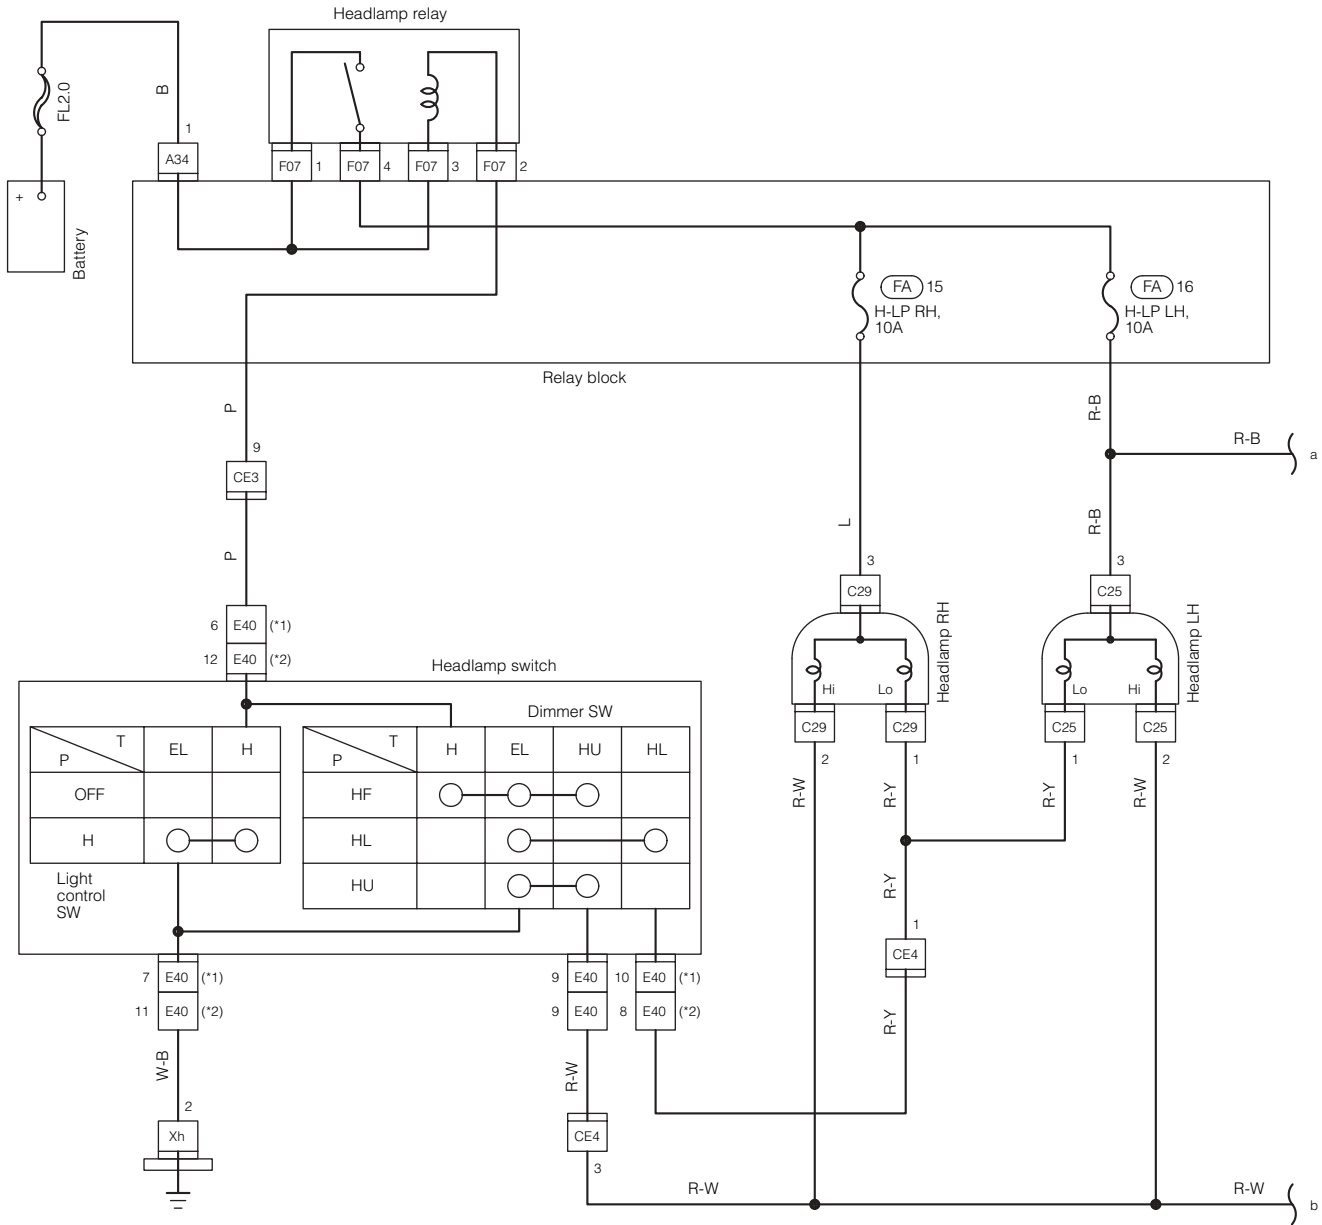 Headlamp relay
FL2.0
B
1
A34
F07 1 F07 4 F07 3 F07 2
+
Battery
FA 15
H-LP RH,
10A
FA 16
H-LP LH,
10A
Relay block
P
R-B
R-B
a
9
CE3
L
R-B
P
3
C29
3
C25
6 E40 (*1)
12 E40 (*2)
Headlamp RH
Headlamp LH
Hi Lo
Lo Hi
C29 C29
C25 C25
2 1 1 2
R-W R-Y R-Y R-W
Headlamp switch
Dimmer SW
T
P
EL H
OFF
H
Light
control
SW
T
P
H EL HU HL
HF
HL
HU
R-Y
1
CE4
R-Y
7 E40 (*1)
11 E40 (*2)
9 E40 10 E40 (*1)
9 E40 8 E40 (*2)
W-B
R-W
2
Xh
CE4
3
R-W
R-W
b